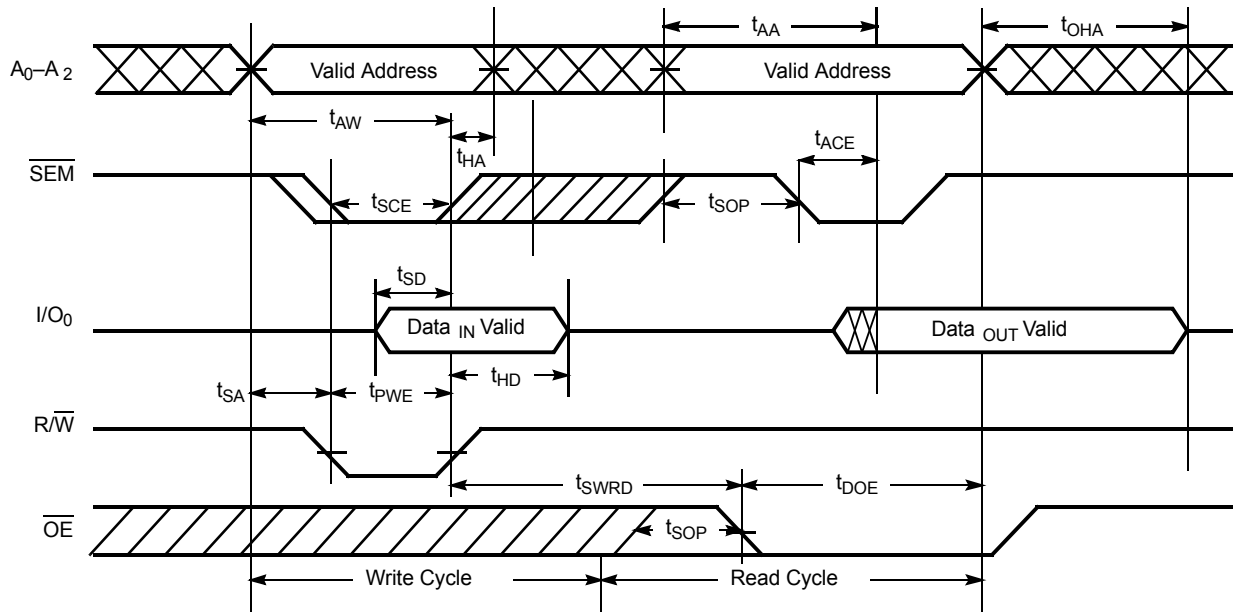 tAA
tOHA
A0–A 2
Valid Address
Valid Address
tAW
tHA
tACE
SEM
tSCE
tSOP
tSD
I/O0
Data IN Valid
Data OUT Valid
tHD
tSA
tPWE
R/W
tSWRD
tDOE
OE
tSOP
Write Cycle
Read Cycle